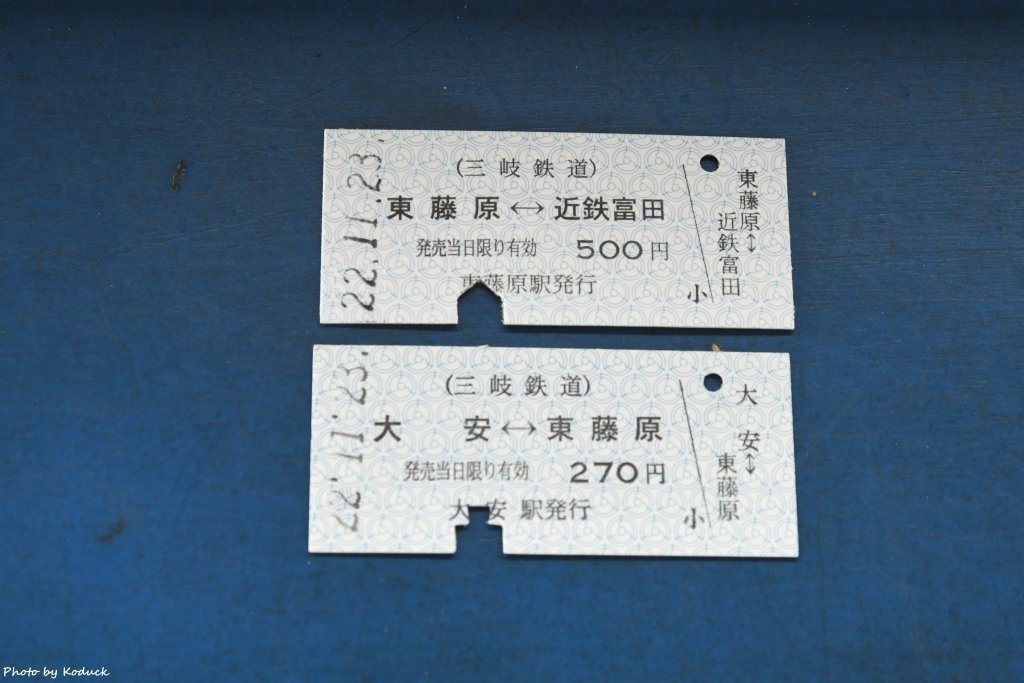 (三岐鉄道)
東藤原↔近鉄富田
発売当日限り有効 500円
東藤原駅発行
22.11.23.
小
東藤原↔
近鉄富田
(三岐鉄道)
大 安↔東藤原
発売当日限り有効 270円
大安 駅発行
22.11.23.
小
大 安↔
東藤原
Photo by Koduck